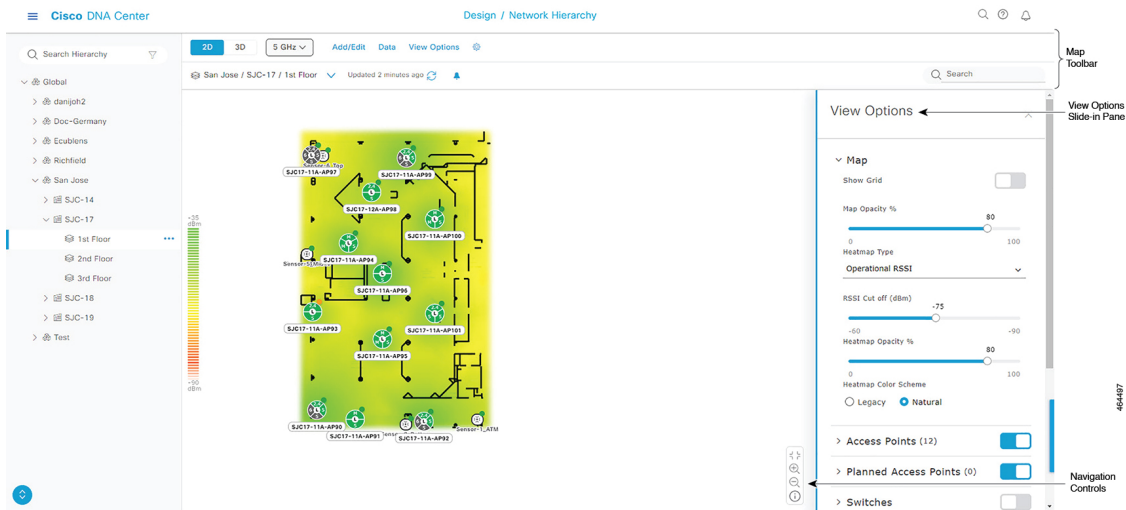 Cisco DNA Center
Design / Network Hierarchy
2D 3D 5 GHz Add/Edit Data View Options
San Jose / SJC-17 / 1st Floor Updated 2 minutes ago
Search
Map
Toolbar
Search Hierarchy
Global
danijoh2
Doc-Germany
Ecublens
Richfield
San Jose
SJC-14
SJC-17
1st Floor
2nd Floor
3rd Floor
SJC-18
SJC-19
Test
dBm
-90
dBm
Sensor-6_Top
SJC17-11A-AP97
SJC17-11A-AP99
SJC17-12A-AP98
SJC17-11A-AP100
SJC17-11A-AP94
SJC17-11A-AP96
SJC17-11A-AP93
SJC17-11A-AP101
SJC17-11A-AP95
SJC17-11A-AP90
SJC17-11A-AP91
SJC17-11A-AP92
Sensor-1_ATM
View Options
View Options
Slide-in Pane
Map
Show Grid
Map Opacity %
80
0 100
Heatmap Type
Operational RSSI
RSSI Cut off (dBm)
-75
-60 -90
Heatmap Opacity %
80
0 100
Heatmap Color Scheme
Legacy Natural
Access Points (12)
Planned Access Points (0)
Switches
Navigation
Controls
464497